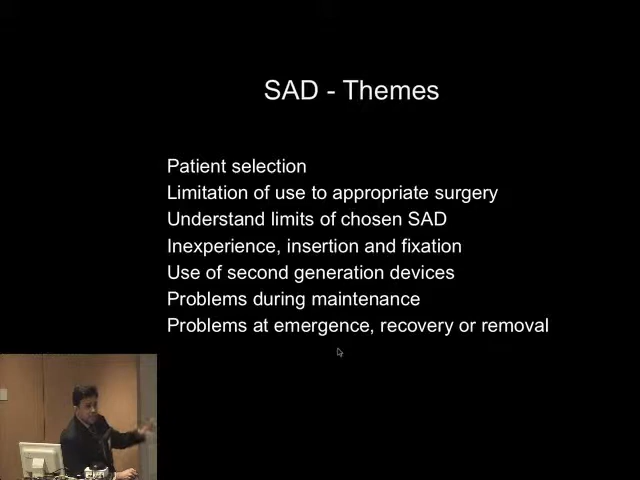 SAD - Themes
Patient selection
Limitation of use to appropriate surgery
Understand limits of chosen SAD
Inexperience, insertion and fixation
Use of second generation devices
Problems during maintenance
Problems at emergence, recovery or removal